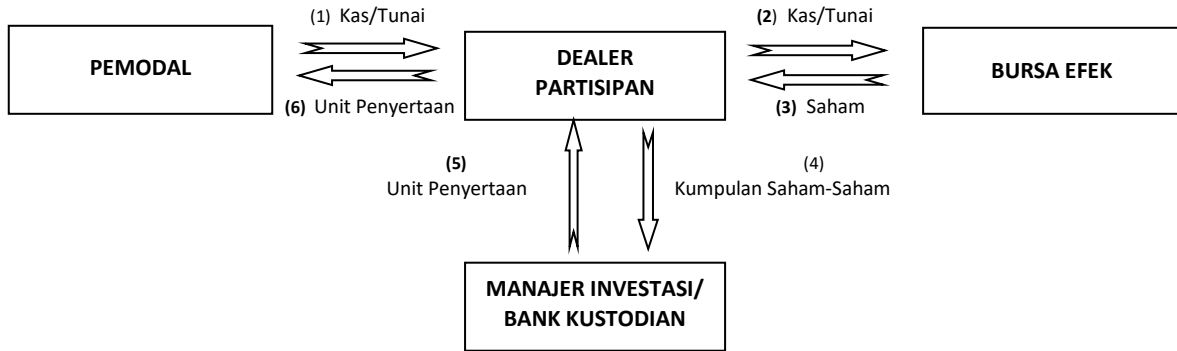 (1) Kas/Tunai
(2) Kas/Tunai
PEMODAL
DEALER
PARTISIPAN
BURSA EFEK
(6) Unit Penyertaan
(3) Saham
(5)
Unit Penyertaan
(4)
Kumpulan Saham-Saham
MANAJER INVESTASI/
BANK KUSTODIAN